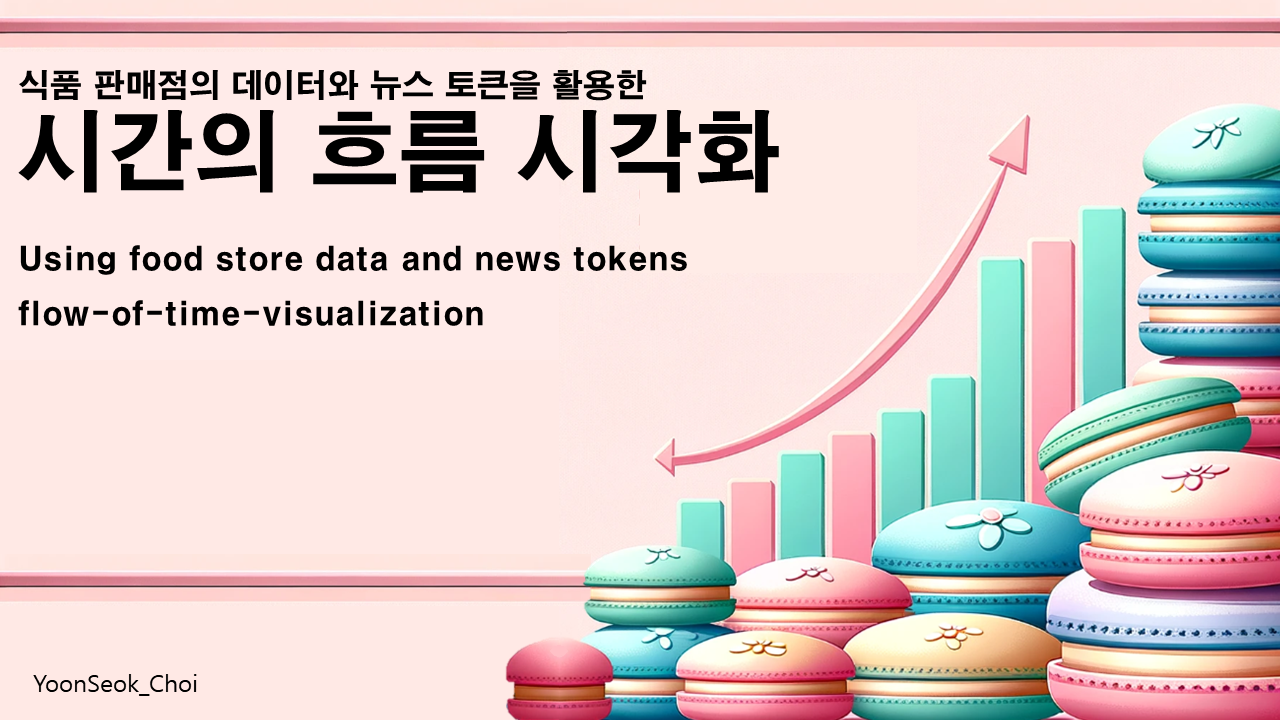 식품 판매점의 데이터와 뉴스 토큰을 활용한
시간의 흐름 시각화
Using food store data and news tokens
flow-of-time-visualization
YoonSeok_Choi